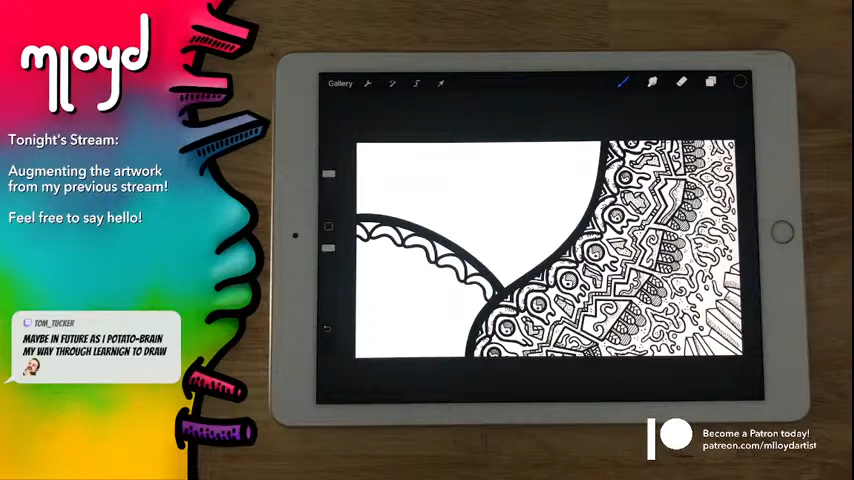 mlloyd
Tonight's Stream:
Augmenting the artwork
from my previous stream!
Feel free to say hello!
TOM_TUCKER
MAYBE IN FUTURE AS I POTATO-BRAIN
MY WAY THROUGH LEARNIGN TO DRAW
Gallery
Become a Patron today!
patreon.com/mlloydartist